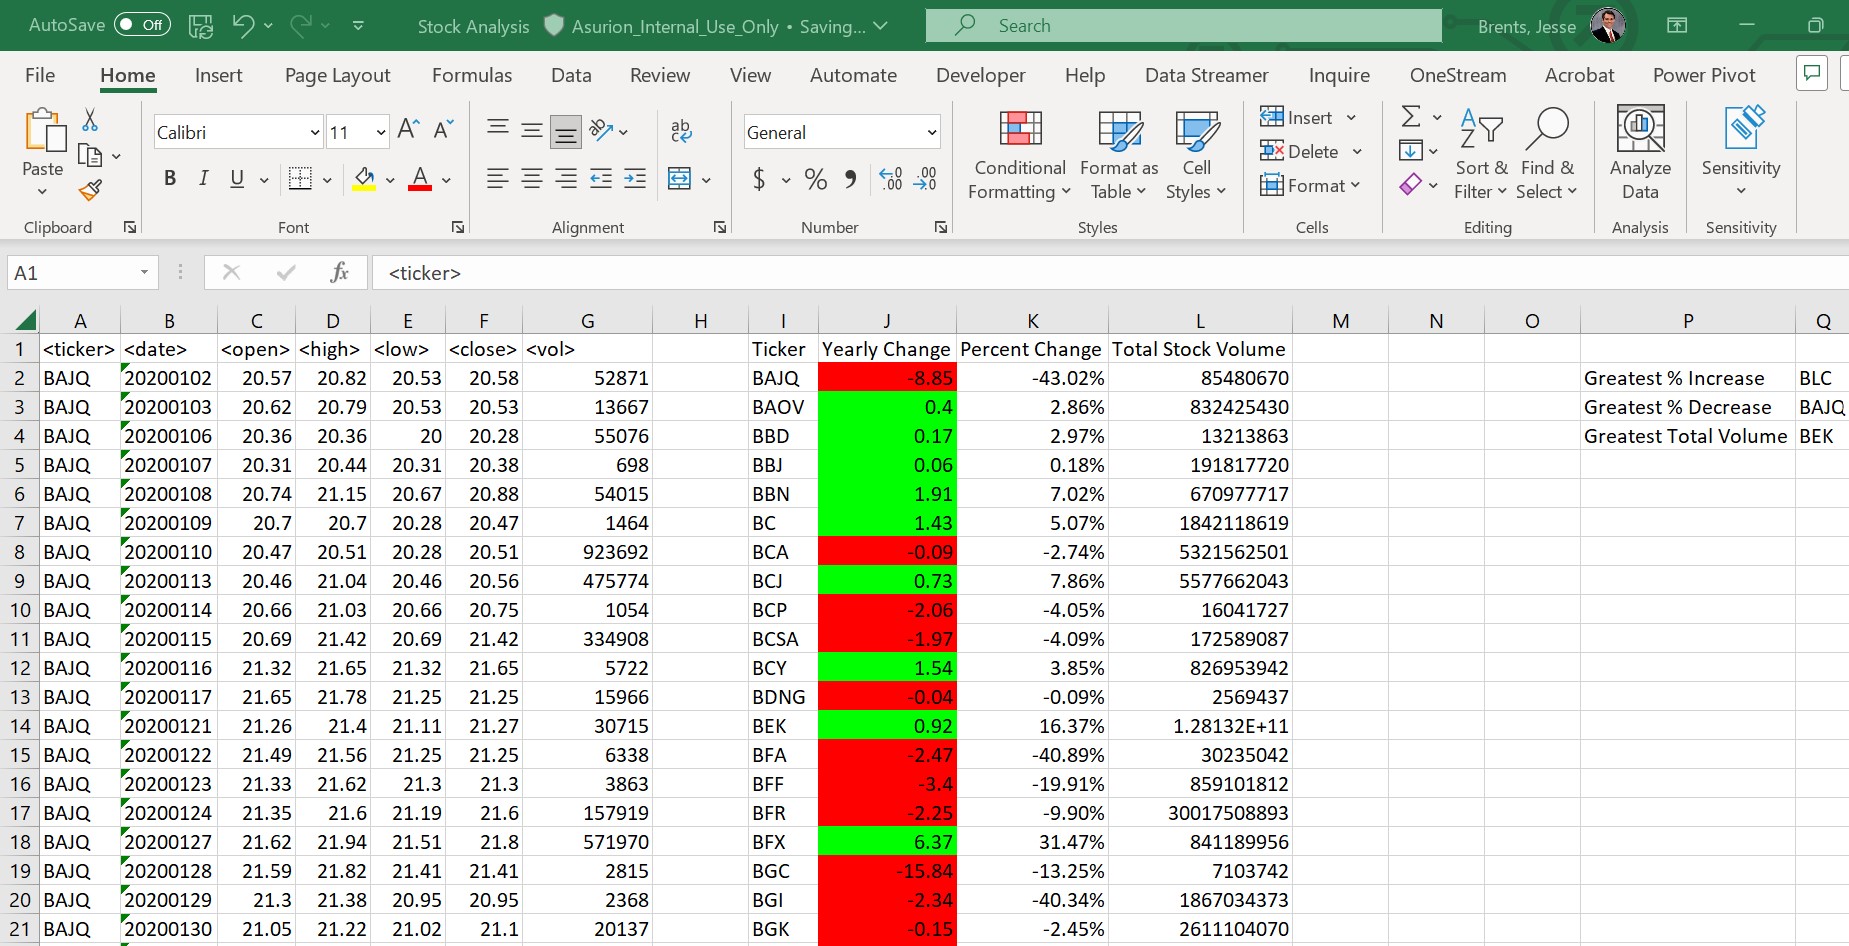 AutoSave Off Stock Analysis Asurion_Internal_Use_Only • Saving... Search Brents, Jesse
File Home Insert Page Layout Formulas Data Review View Automate Developer Help Data Streamer Inquire OneStream Acrobat Power Pivot
Calibri 11 General
Paste
Conditional Formatting
Format as Table
Cell Styles
Insert
Delete
Format
Sort & Filter
Find & Select
Analyze Data
Sensitivity
Clipboard Font Alignment Number Styles Cells Editing Analysis Sensitivity
A1 fx <ticker>
A B C D E F G H I J K L M N O P Q
1 <ticker> <date> <open> <high> <low> <close> <vol> Ticker Yearly Change Percent Change Total Stock Volume
2 BAJQ 20200102 20.57 20.82 20.53 20.58 52871 BAJQ -8.85 -43.02% 85480670 Greatest % Increase BLC
3 BAJQ 20200103 20.62 20.79 20.53 20.53 13667 BAOV 0.4 2.86% 832425430 Greatest % Decrease BAJQ
4 BAJQ 20200106 20.36 20.36 20 20.28 55076 BBD 0.17 2.97% 13213863 Greatest Total Volume BEK
5 BAJQ 20200107 20.31 20.44 20.31 20.38 698 BBJ 0.06 0.18% 191817720
6 BAJQ 20200108 20.74 21.15 20.67 20.88 54015 BBN 1.91 7.02% 670977717
7 BAJQ 20200109 20.7 20.7 20.28 20.47 1464 BC 1.43 5.07% 1842118619
8 BAJQ 20200110 20.47 20.51 20.28 20.51 923692 BCA -0.09 -2.74% 5321562501
9 BAJQ 20200113 20.46 21.04 20.46 20.56 475774 BCJ 0.73 7.86% 5577662043
10 BAJQ 20200114 20.66 21.03 20.66 20.75 1054 BCP -2.06 -4.05% 16041727
11 BAJQ 20200115 20.69 21.42 20.69 21.42 334908 BCSA -1.97 -4.09% 172589087
12 BAJQ 20200116 21.32 21.65 21.32 21.65 5722 BCY 1.54 3.85% 826953942
13 BAJQ 20200117 21.65 21.78 21.25 21.25 15966 BDNG -0.04 -0.09% 2569437
14 BAJQ 20200121 21.26 21.4 21.11 21.27 30715 BEK 0.92 16.37% 1.28132E+11
15 BAJQ 20200122 21.49 21.56 21.25 21.25 6338 BFA -2.47 -40.89% 30235042
16 BAJQ 20200123 21.33 21.62 21.3 21.3 3863 BFF -3.4 -19.91% 859101812
17 BAJQ 20200124 21.35 21.6 21.19 21.6 157919 BFR -2.25 -9.90% 30017508893
18 BAJQ 20200127 21.62 21.94 21.51 21.8 571970 BFX 6.37 31.47% 841189956
19 BAJQ 20200128 21.59 21.82 21.41 21.41 2815 BGC -15.84 -13.25% 7103742
20 BAJQ 20200129 21.3 21.38 20.95 20.95 2368 BGI -2.34 -40.34% 1867034373
21 BAJQ 20200130 21.05 21.22 21.02 21.1 20137 BGK -0.15 -2.45% 2611104070